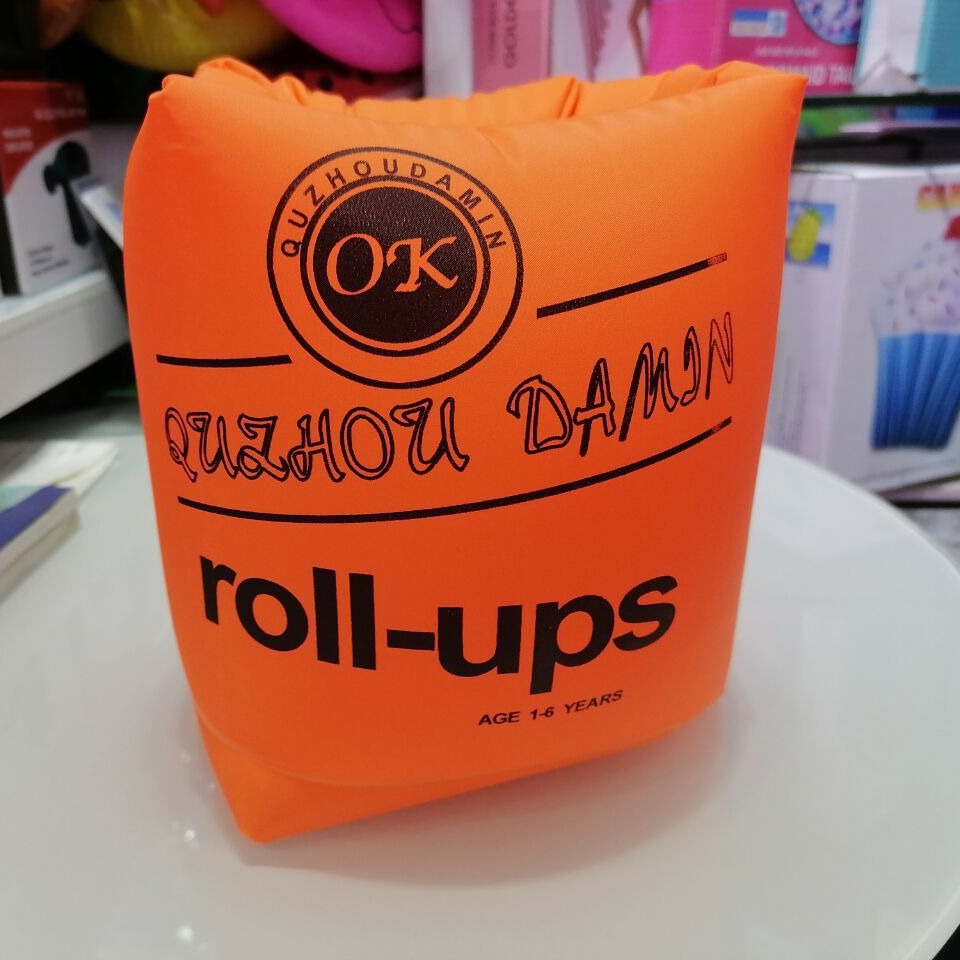 QUZHOUDAMIN
OK
QUZHOU DAMIN
roll-ups
AGE 1-6 YEARS